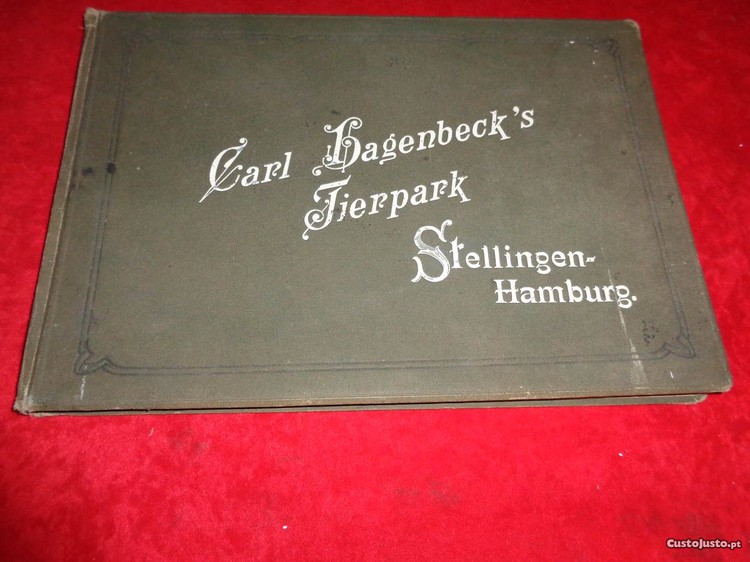 Carl Hagenbeck's
Tierpark
Stellingen-
Hamburg.
CustoJusto.pt